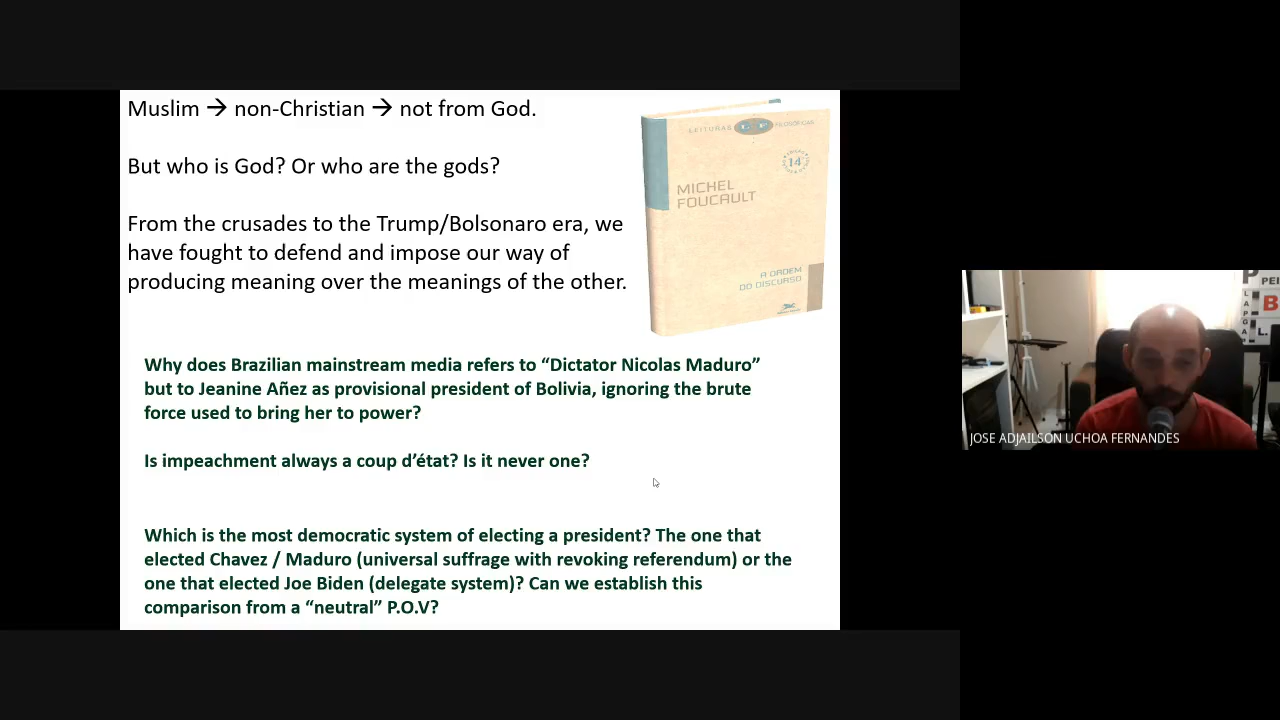 Muslim → non-Christian → not from God.
But who is God? Or who are the gods?
From the crusades to the Trump/Bolsonaro era, we
have fought to defend and impose our way of
producing meaning over the meanings of the other.
LEITURAS FILOSÓFICAS
14
MICHEL
FOUCAULT
A ORDEM
DO DISCURSO
Why does Brazilian mainstream media refers to “Dictator Nicolas Maduro”
but to Jeanine Añez as provisional president of Bolivia, ignoring the brute
force used to bring her to power?
Is impeachment always a coup d’état? Is it never one?
Which is the most democratic system of electing a president? The one that
elected Chavez / Maduro (universal suffrage with revoking referendum) or the
one that elected Joe Biden (delegate system)? Can we establish this
comparison from a “neutral” P.O.V?
JOSE ADJAILSON UCHOA FERNANDES